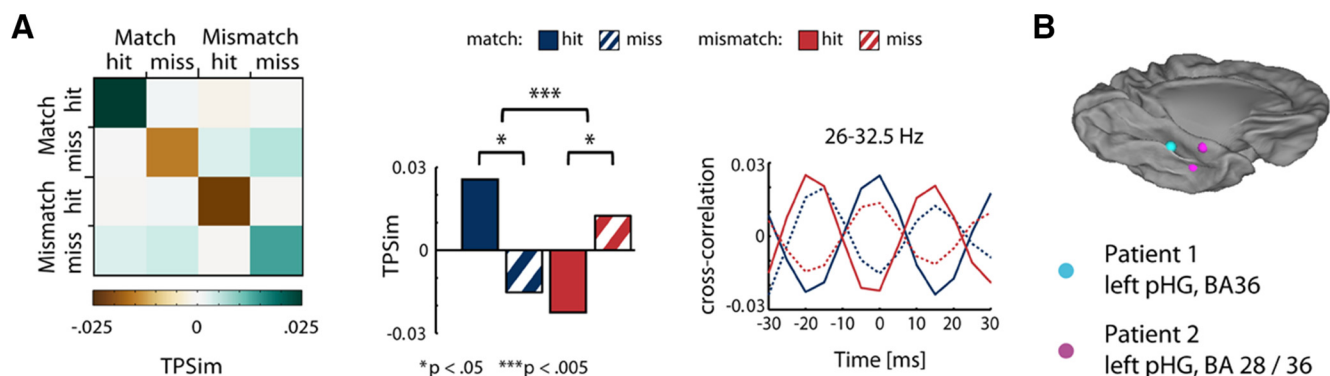 A
Match Mismatch
hit miss hit miss
Match
hit
miss
Mismatch
hit
miss
-.025 0 .025
TPSim
match: hit miss mismatch: hit miss
***
* *
0.03
0
-0.03
TPSim
*p < .05 ***p < .005
26-32.5 Hz
cross-correlation
0.03
0
-0.03
-30 -20 -10 0 10 20 30
Time [ms]
B
Patient 1
left pHG, BA36
Patient 2
left pHG, BA 28 / 36